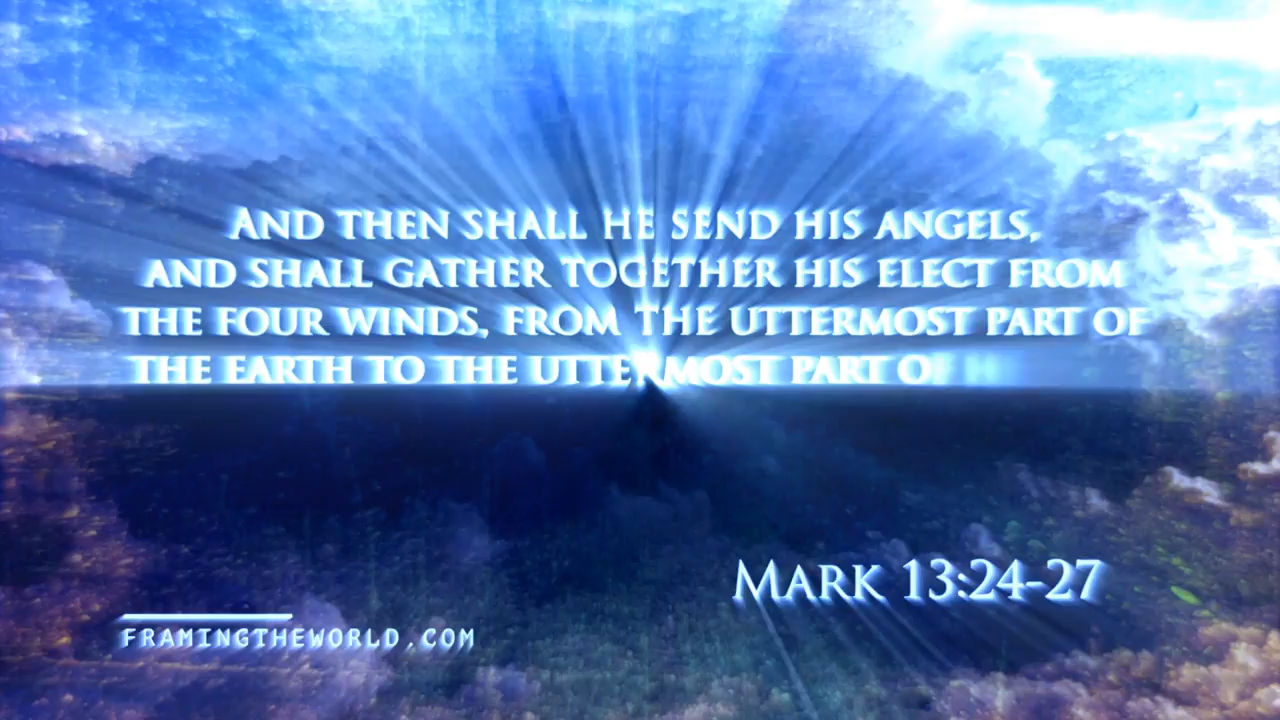 AND THEN SHALL HE SEND HIS ANGELS,
AND SHALL GATHER TOGETHER HIS ELECT FROM
THE FOUR WINDS, FROM THE UTTERMOST PART OF
THE EARTH TO THE UTTERMOST PART O
MARK 13:24-27
FRAMINGTHEWORLD.COM